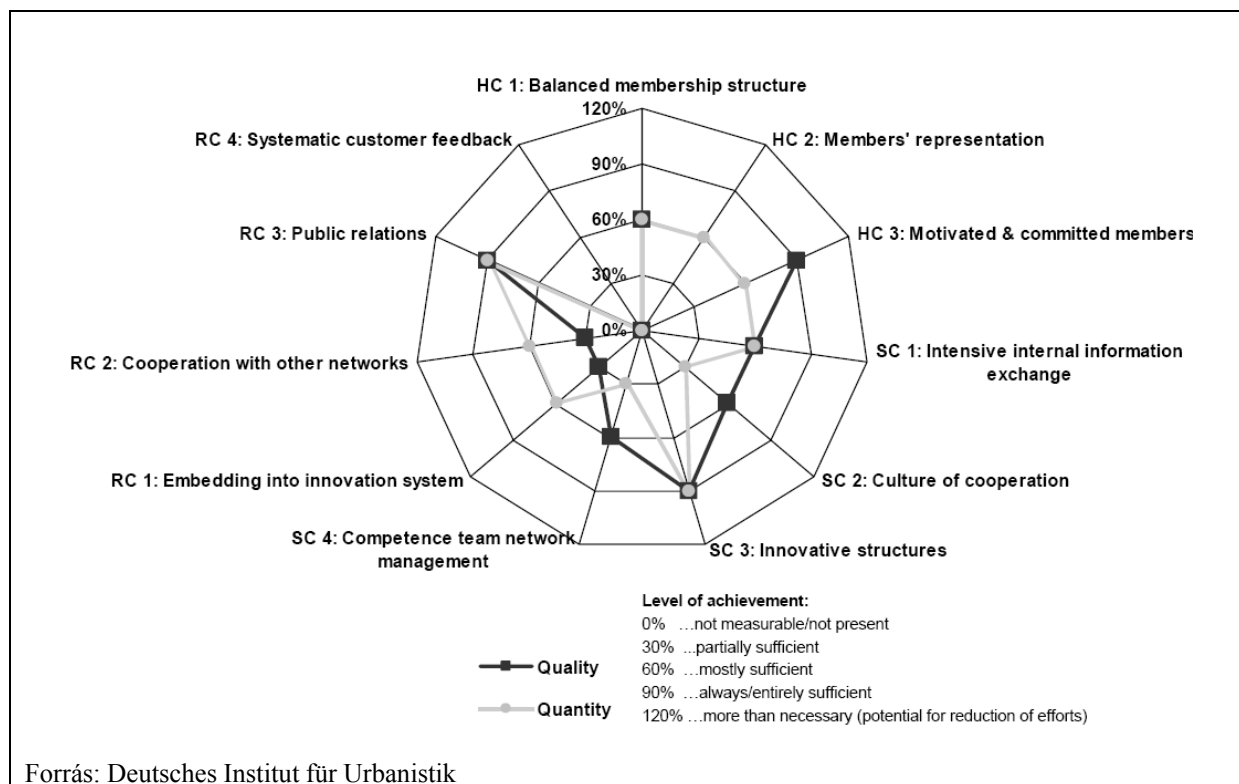 HC 1: Balanced membership structure
120%
RC 4: Systematic customer feedback
HC 2: Members' representation
90%
RC 3: Public relations
60%
HC 3: Motivated & committed members
30%
0%
RC 2: Cooperation with other networks
SC 1: Intensive internal information
exchange
RC 1: Embedding into innovation system
SC 2: Culture of cooperation
SC 4: Competence team network
management
SC 3: Innovative structures
Level of achievement:
0% …not measurable/not present
30% ...partially sufficient
60% …mostly sufficient
90% …always/entirely sufficient
120% …more than necessary (potential for reduction of efforts)
Quality
Quantity
Forrás: Deutsches Institut für Urbanistik